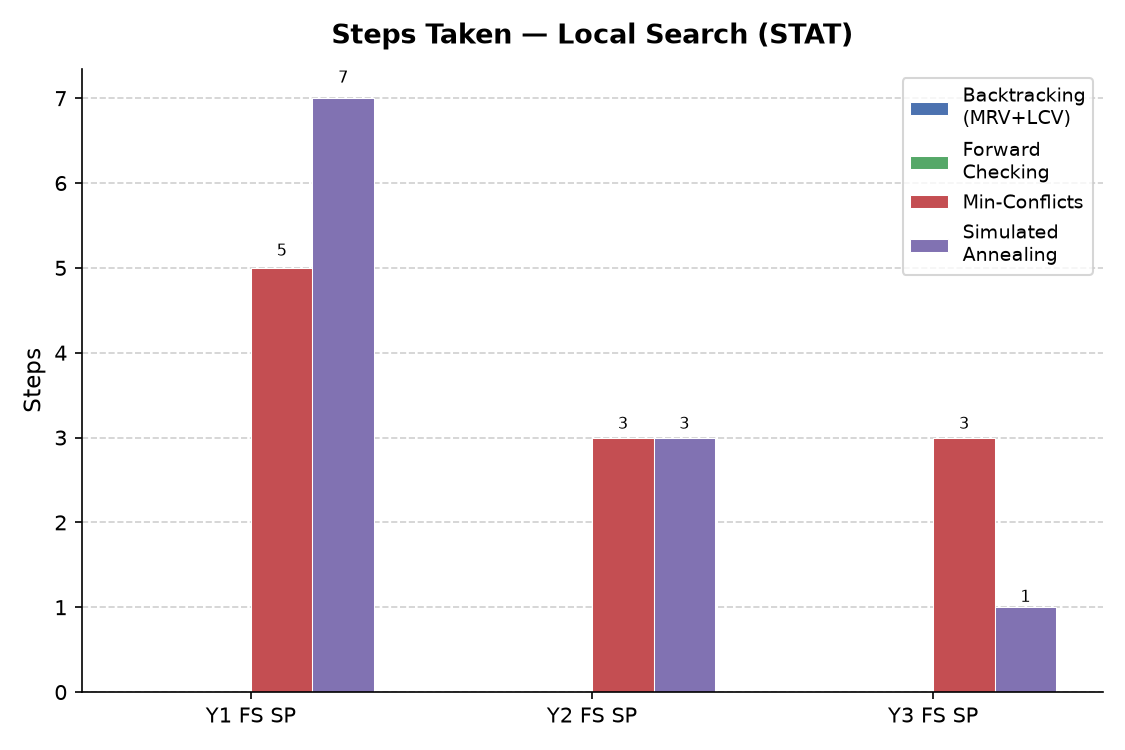 Steps Taken — Local Search (STAT)
Steps
7
6
5
4
3
2
1
0
5
7
3
3
3
1
Y1 FS SP
Y2 FS SP
Y3 FS SP
Backtracking
(MRV+LCV)
Forward
Checking
Min-Conflicts
Simulated
Annealing